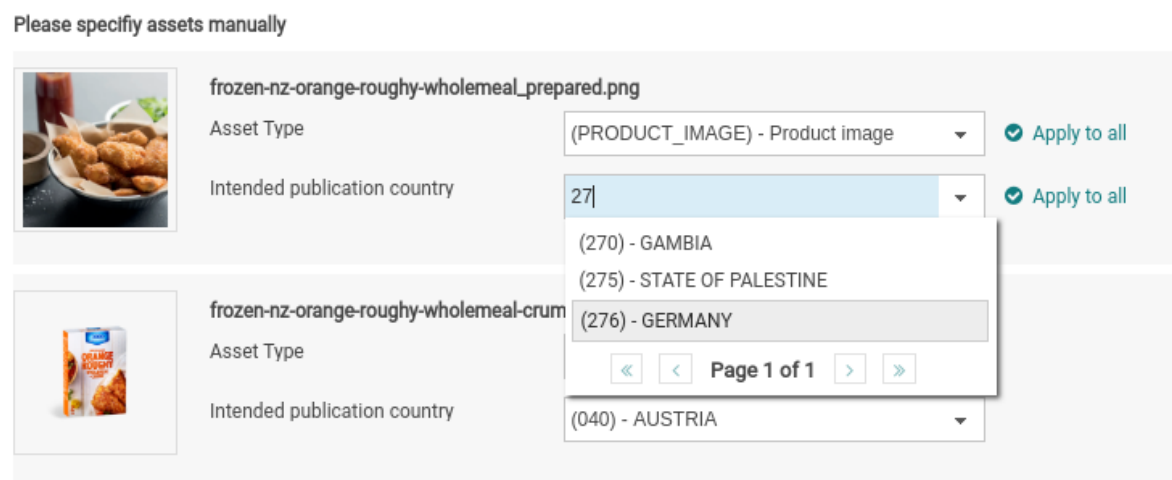 Please specifiy assets manually
frozen-nz-orange-roughy-wholemeal_prepared.png
Asset Type
(PRODUCT_IMAGE) - Product image
Apply to all
Intended publication country
27
Apply to all
(270) - GAMBIA
(275) - STATE OF PALESTINE
(276) - GERMANY
« < Page 1 of 1 > »
frozen-nz-orange-roughy-wholemeal-crum
Asset Type
Intended publication country
(040) - AUSTRIA
ORANGE
ROUGHY